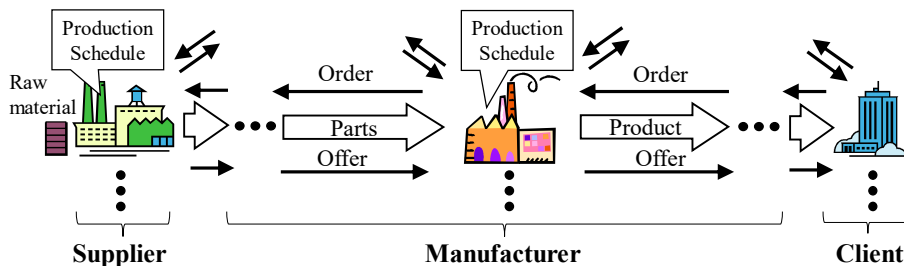 Production
Schedule
Production
Schedule
Raw
material
Order
Order
Parts
Product
Offer
Offer
Supplier
Manufacturer
Client